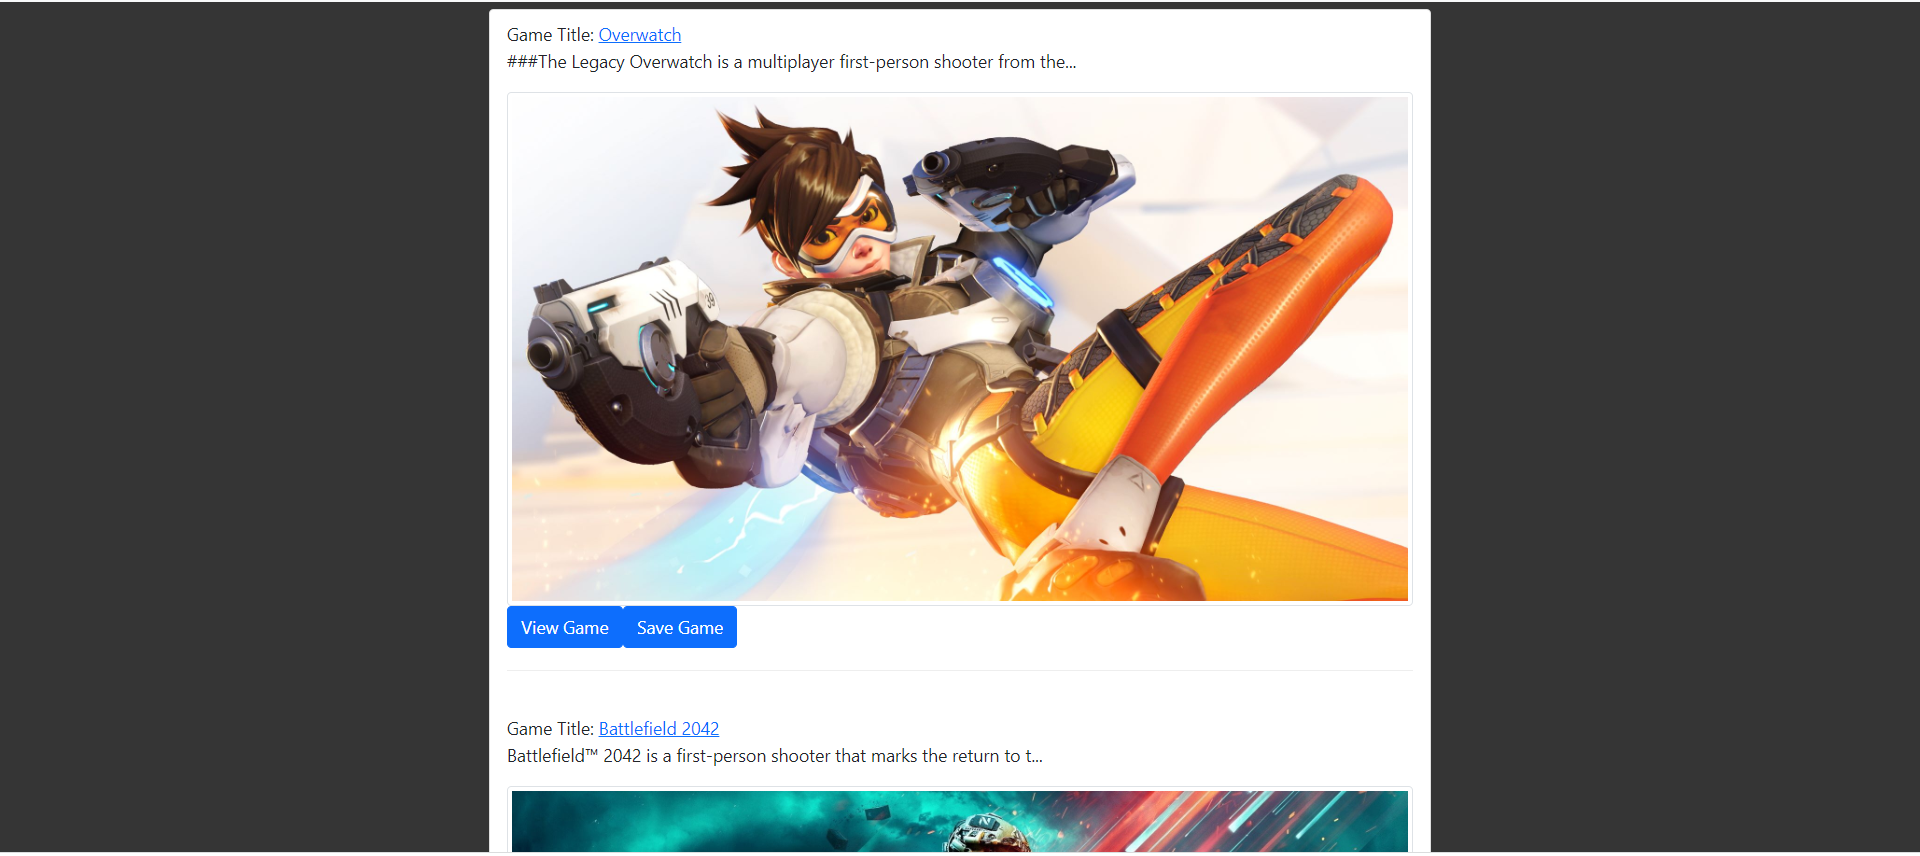 Game Title: Overwatch
###The Legacy Overwatch is a multiplayer first-person shooter from the...
39
View Game Save Game
Game Title: Battlefield 2042
Battlefield™ 2042 is a first-person shooter that marks the return to t...